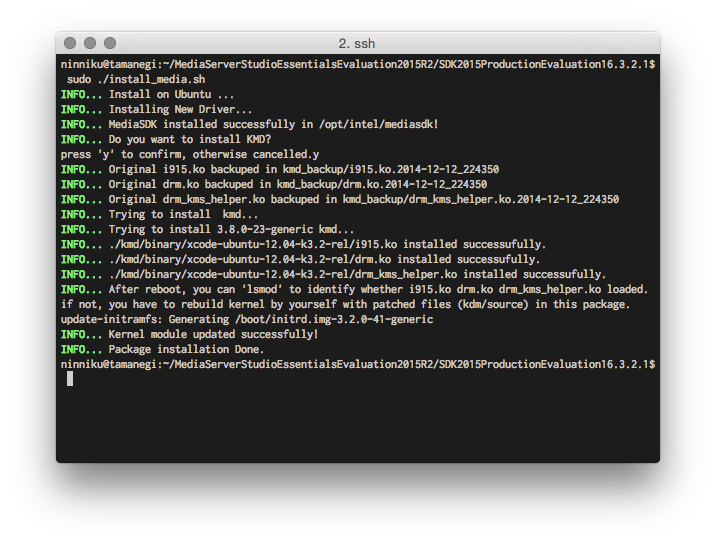 2. ssh
ninniku@tamanegi:~/MediaServerStudioEssentialsEvaluation2015R2/SDK2015ProductionEvaluation16.3.2.1$
sudo ./install_media.sh
INFO... Install on Ubuntu ...
INFO... Installing New Driver...
INFO... MediaSDK installed successfully in /opt/intel/mediasdk!
INFO... Do you want to install KMD?
press 'y' to confirm, otherwise cancelled.y
INFO... Original i915.ko backuped in kmd_backup/i915.ko.2014-12-12_224350
INFO... Original drm.ko backuped in kmd_backup/drm.ko.2014-12-12_224350
INFO... Original drm_kms_helper.ko backuped in kmd_backup/drm_kms_helper.ko.2014-12-12_224350
INFO... Trying to install  kmd...
INFO... Trying to install 3.8.0-23-generic kmd...
INFO... ./kmd/binary/xcode-ubuntu-12.04-k3.2-rel/i915.ko installed successufully.
INFO... ./kmd/binary/xcode-ubuntu-12.04-k3.2-rel/drm.ko installed successufully.
INFO... ./kmd/binary/xcode-ubuntu-12.04-k3.2-rel/drm_kms_helper.ko installed successufully.
INFO... After reboot, you can 'lsmod' to identify whether i915.ko drm.ko drm_helper.ko loaded.
if not, you have to rebuild kernel by yourself with patched files (kdm/source) in this package.
update-initramfs: Generating /boot/initrd.img-3.2.0-41-generic
INFO... Kernel module updated successfully!
INFO... Package installation Done.
ninniku@tamanegi:~/MediaServerStudioEssentialsEvaluation2015R2/SDK2015ProductionEvaluation16.3.2.1$